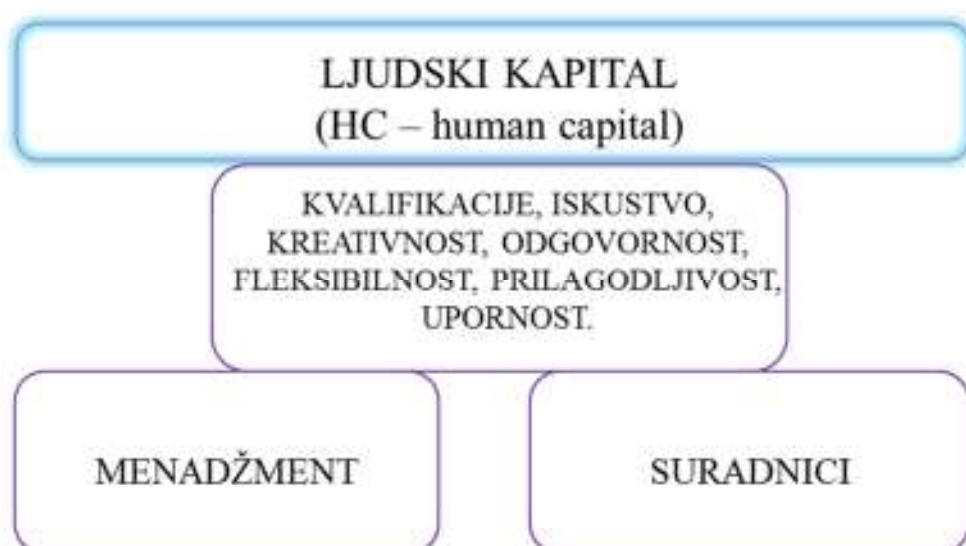 LJUDSKI KAPITAL
(HC – human capital)
KVALIFIKACIJE, ISKUSTVO,
KREATIVNOST, ODGOVORNOST,
FLEKSIBILNOST, PRILAGODLJIVOST,
UPORNOST.
MENADŽMENT
SURADNICI